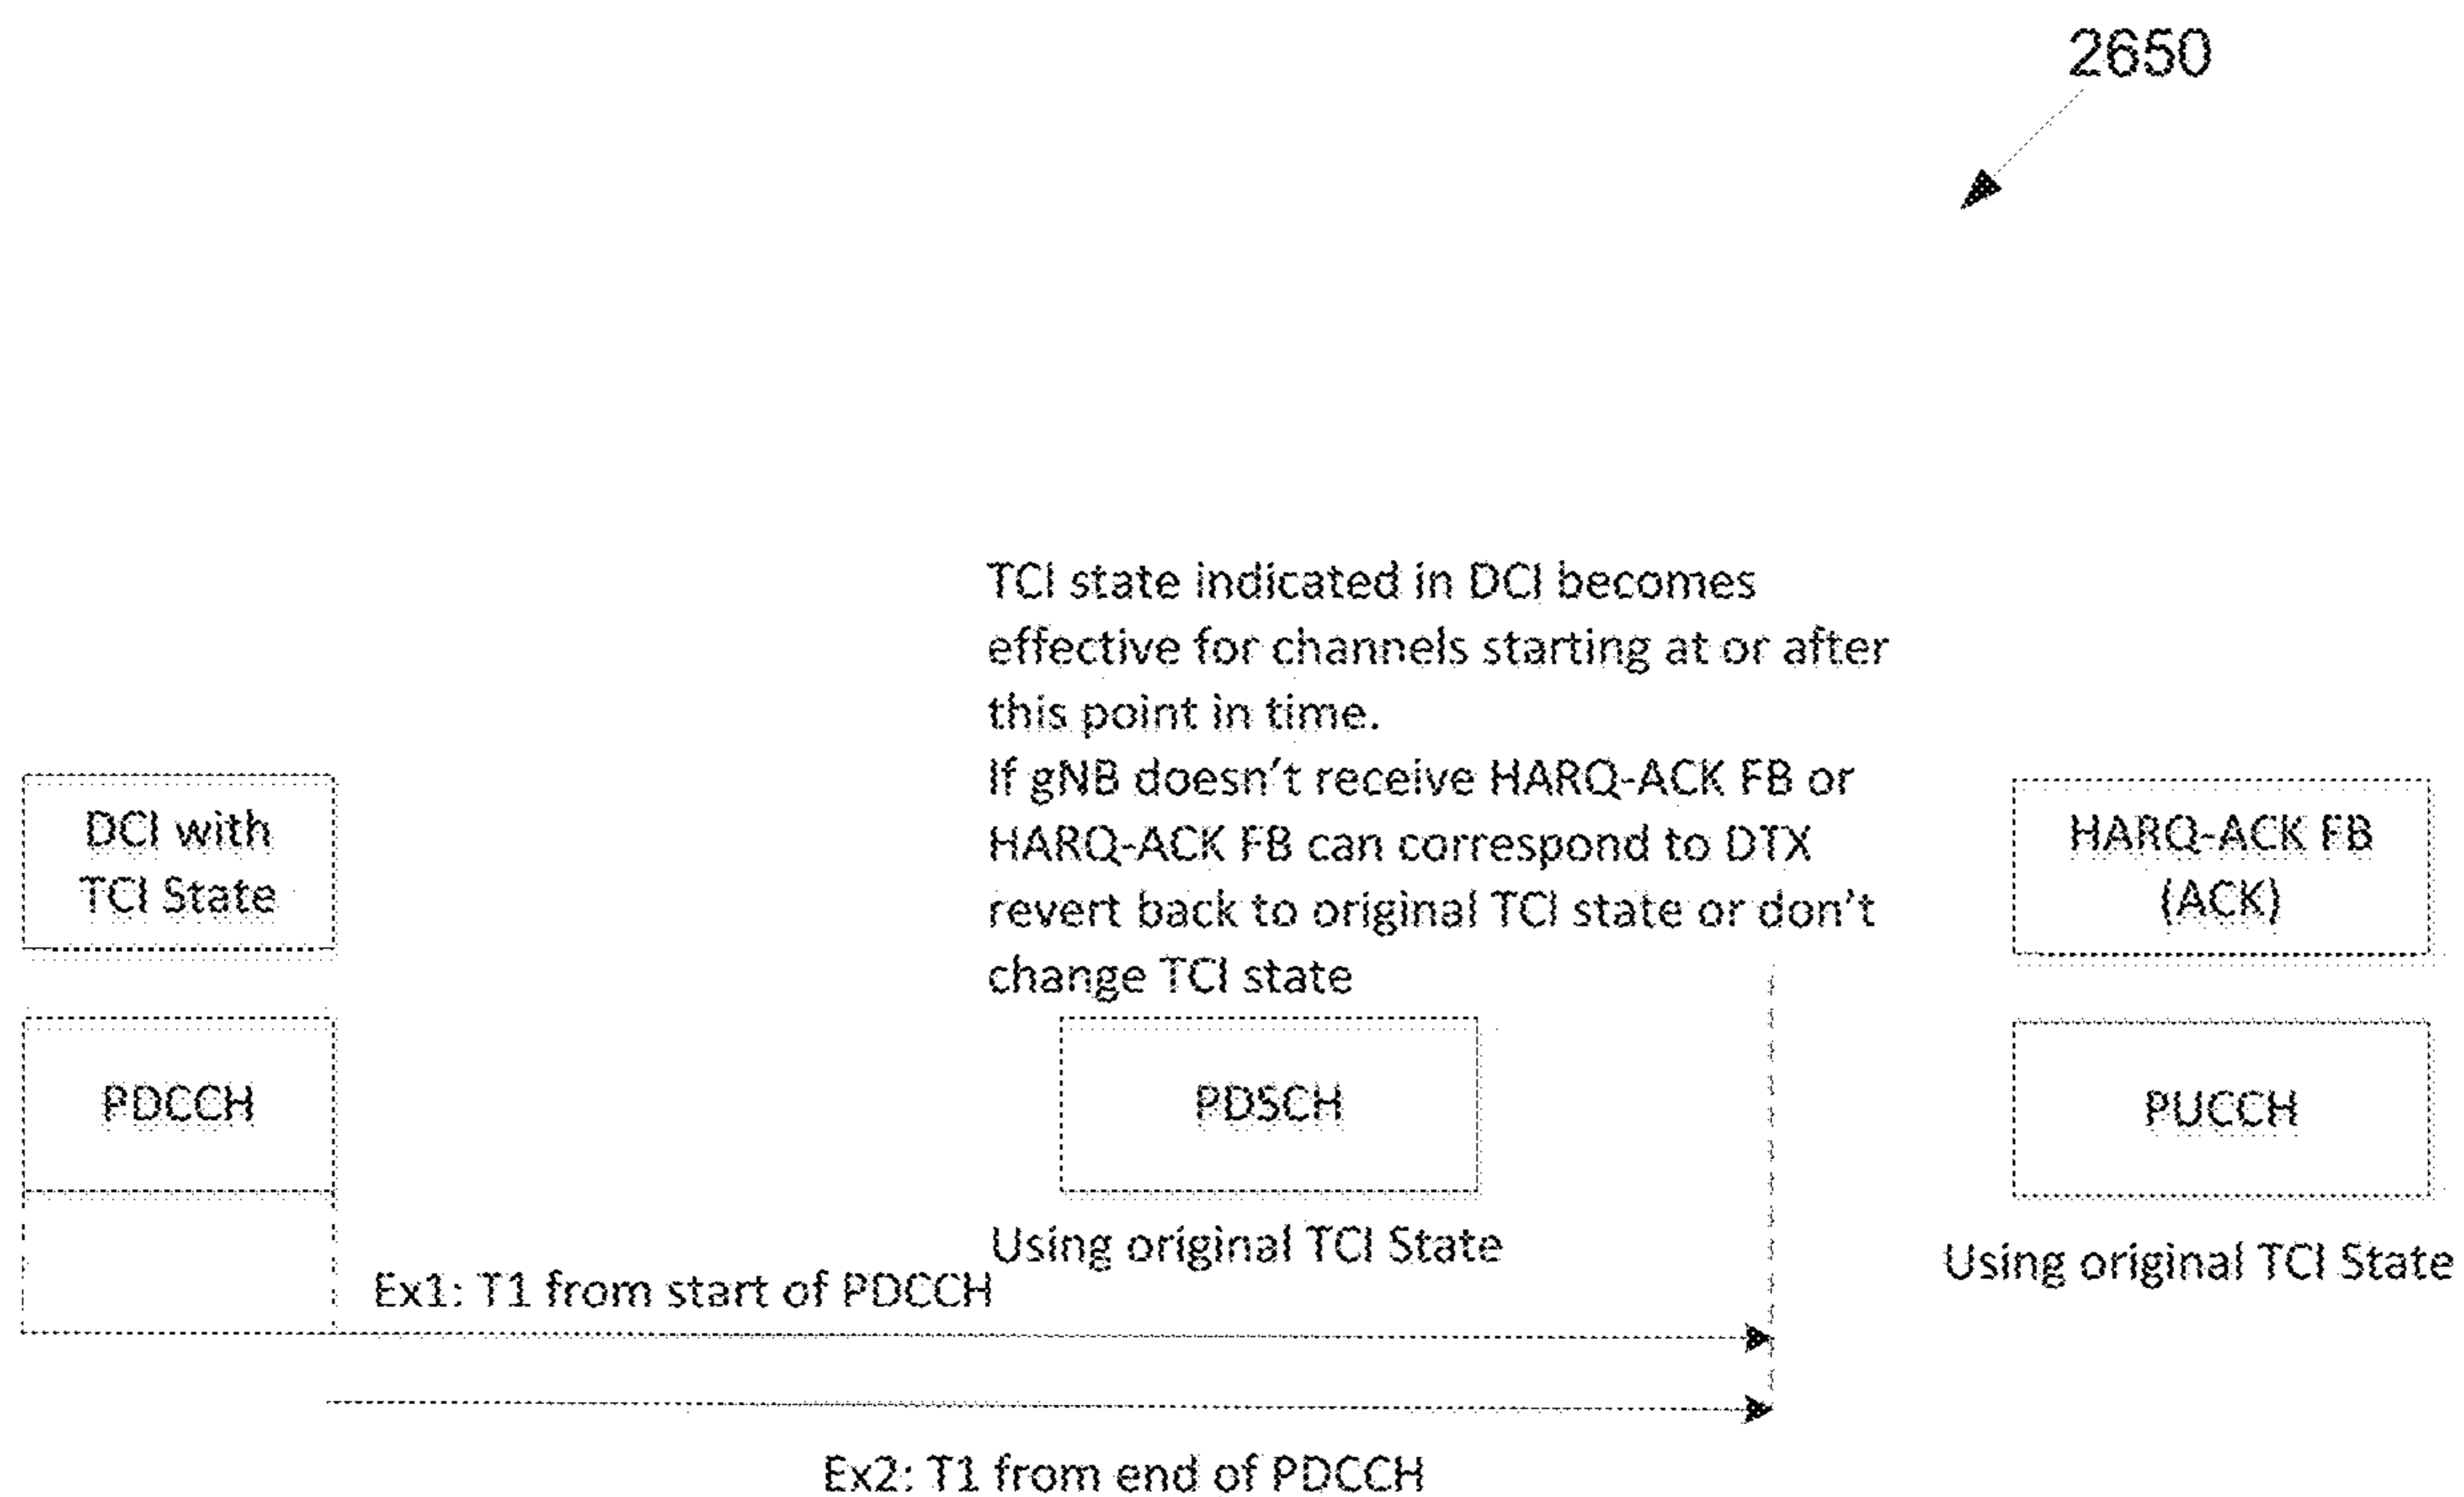 2650
TCI state indicated in DCI becomes
effective for channels starting at or after
this point in time.
If gNB doesn't receive HARQ-ACK FB or
HARQ-ACK FB can correspond to DTX
revert back to original TCI state or don't
change TCI state
DCI with
TCI State
HARQ-ACK FB
(ACK)
PDCCH
PDSCH
PUCCH
Using original TCI State
Using original TCI State
Ex1: T1 from start of PDCCH
Ex2: T1 from end of PDCCH